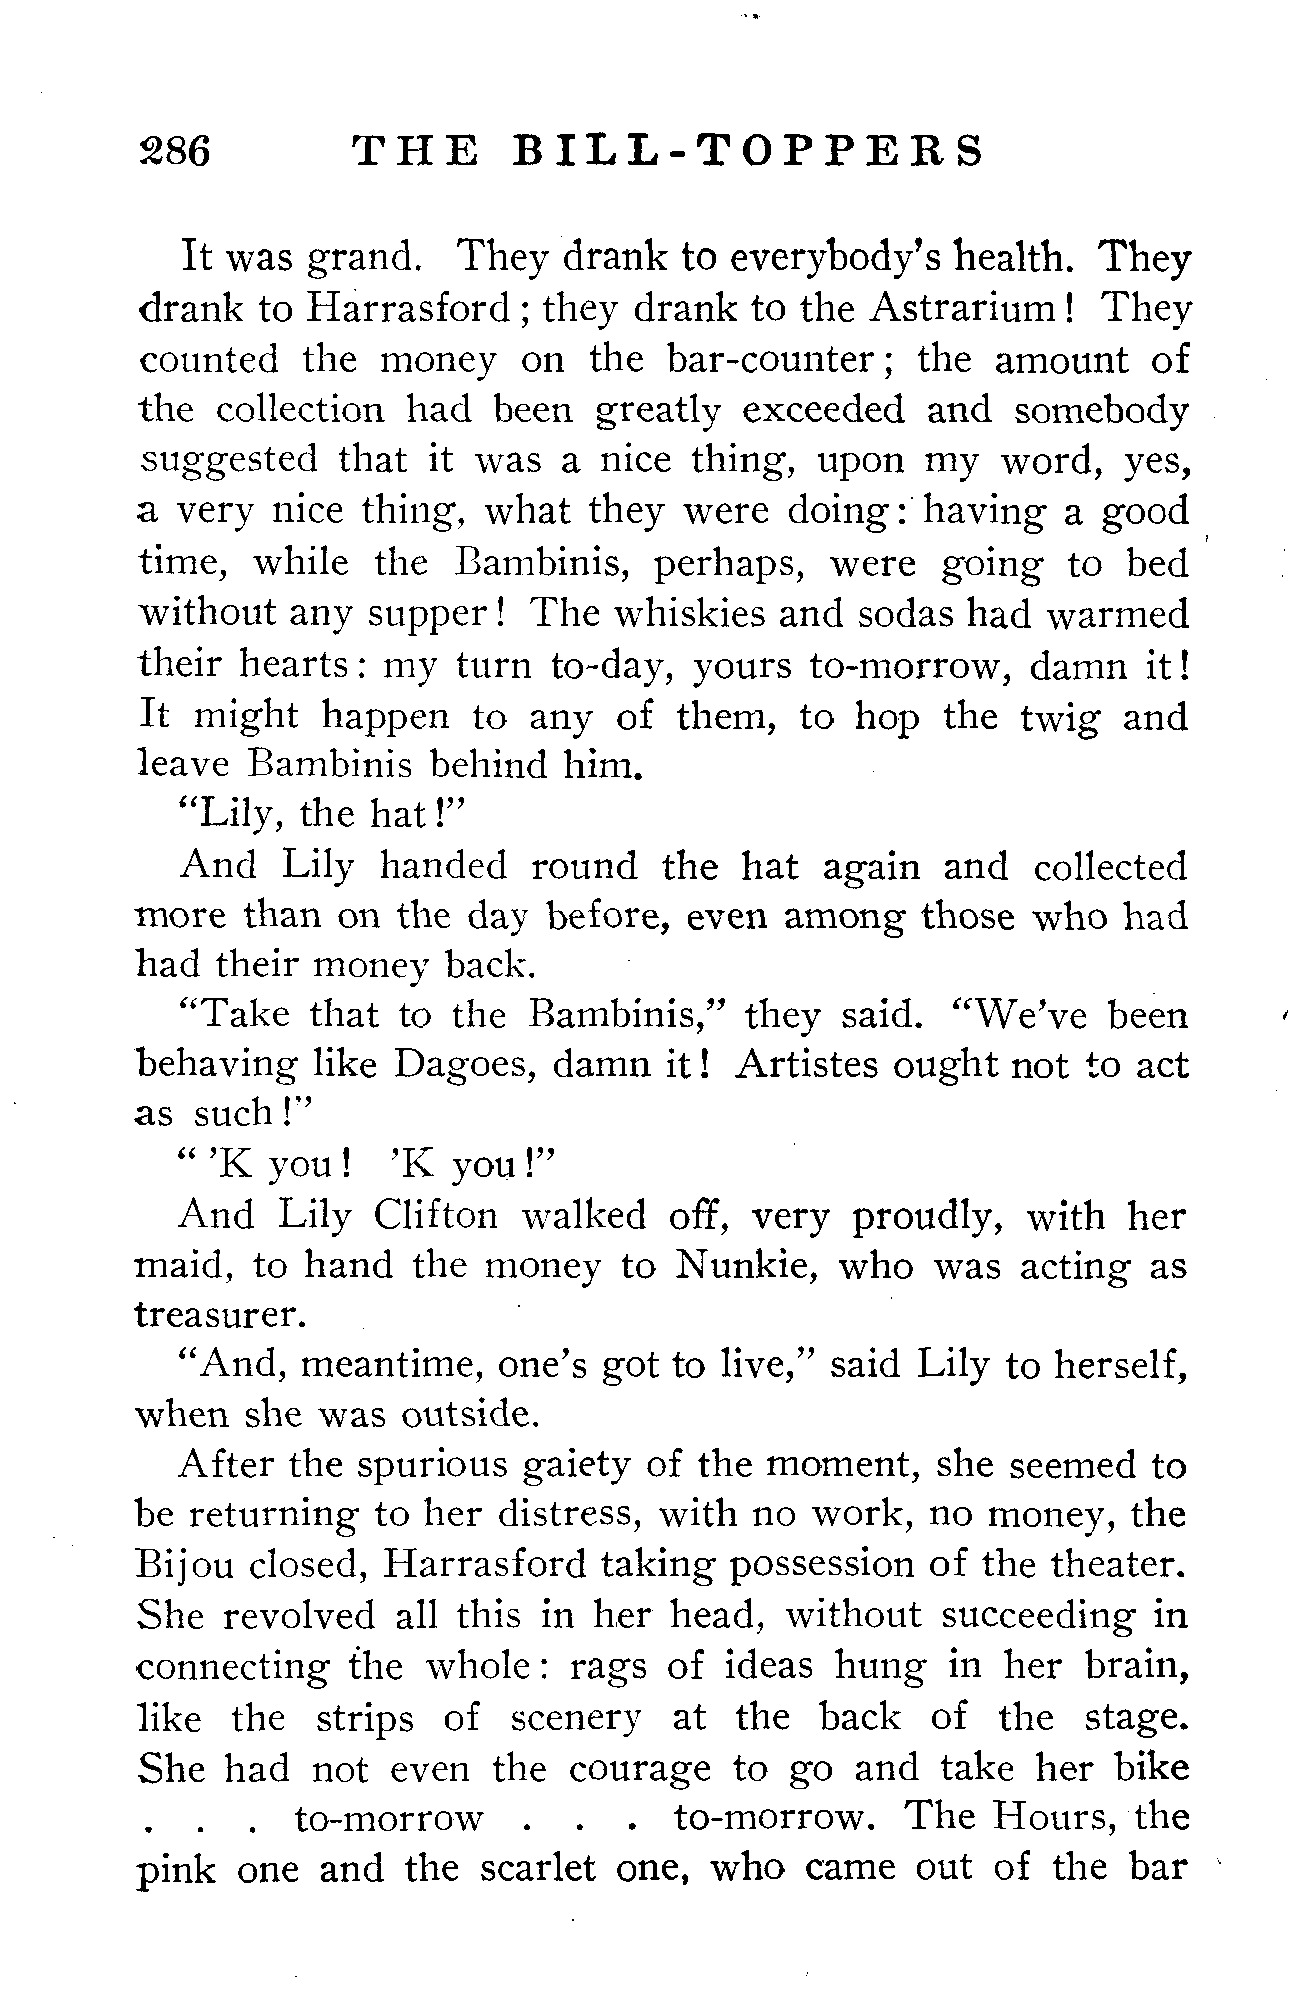 286 THE BILL-TOPPERS
It was grand. They drank to everybody's health. They
drank to Harrasford; they drank to the Astrarium! They
counted the money on the bar-counter; the amount of
the collection had been greatly exceeded and somebody
suggested that it was a nice thing, upon my word, yes,
a very nice thing, what they were doing: having a good
time, while the Bambinis, perhaps, were going to bed
without any supper! The whiskies and sodas had warmed
their hearts: my turn to-day, yours to-morrow, damn it!
It might happen to any of them, to hop the twig and
leave Bambinis behind him.
"Lily, the hat!"
And Lily handed round the hat again and collected
more than on the day before, even among those who had
had their money back.
"Take that to the Bambinis," they said. "We've been
behaving like Dagoes, damn it! Artistes ought not to act
as such!"
" 'K you! 'K you!"
And Lily Clifton walked off, very proudly, with her
maid, to hand the money to Nunkie, who was acting as
treasurer.
"And, meantime, one's got to live," said Lily to herself,
when she was outside.
After the spurious gaiety of the moment, she seemed to
be returning to her distress, with no work, no money, the
Bijou closed, Harrasford taking possession of the theater.
She revolved all this in her head, without succeeding in
connecting the whole: rags of ideas hung in her brain,
like the strips of scenery at the back of the stage.
She had not even the courage to go and take her bike
. . . to-morrow . . . to-morrow. The Hours, the
pink one and the scarlet one, who came out of the bar